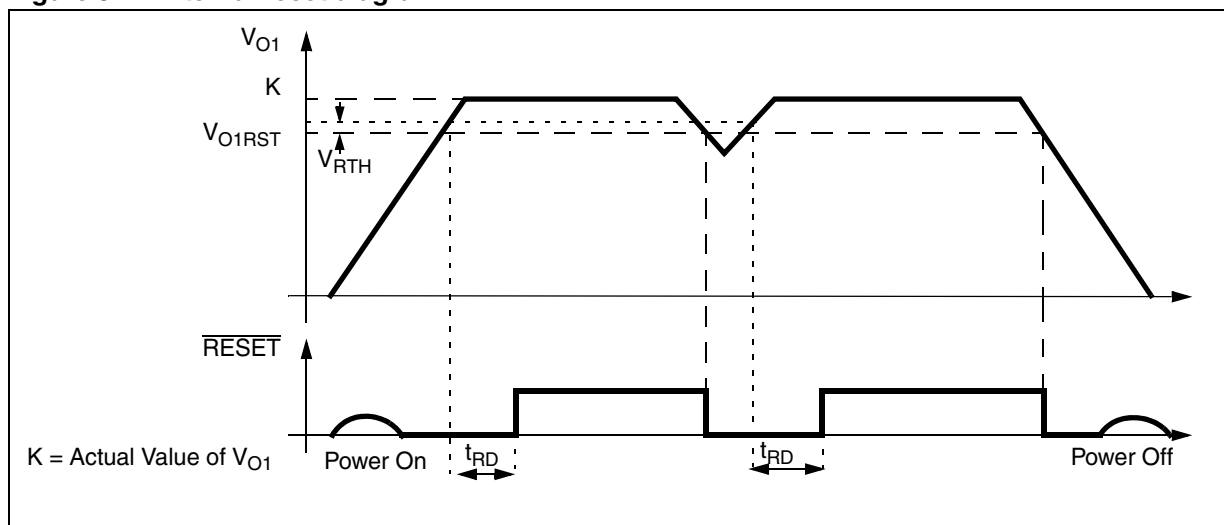 V_O1
K
V_O1RST
V_RTH
RESET
K = Actual Value of V_O1
Power On
t_RD
t_RD
Power Off